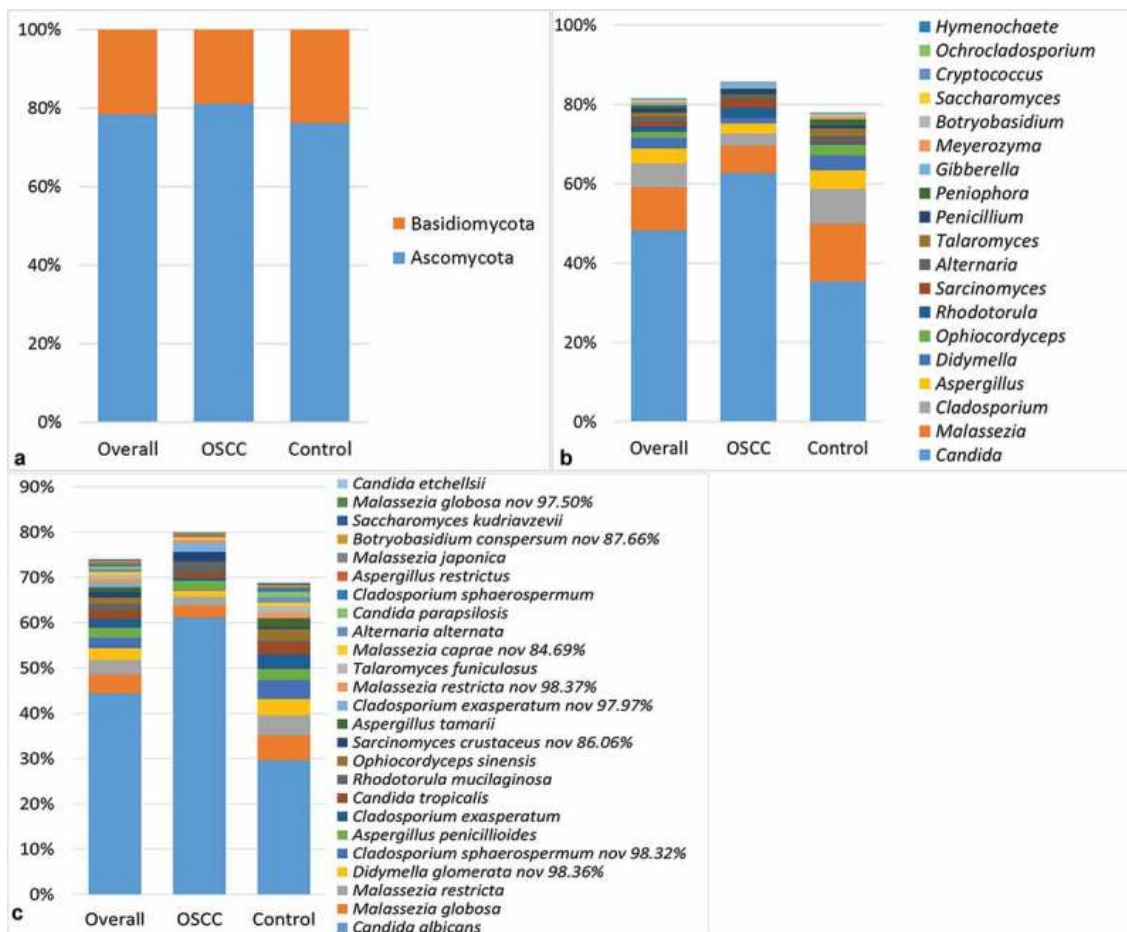 100%
80%
60%
40%
20%
0%
Overall
OSCC
Control
Basidiomycota
Ascomycota
a
100%
80%
60%
40%
20%
0%
Overall
OSCC
Control
Hymenochaete
Ochrocladosporium
Cryptococcus
Saccharomyces
Botryobasidium
Meyerozyma
Gibberella
Peniophora
Penicillium
Talaromyces
Alternaria
Sarcinomyces
Rhodotorula
Ophiocordyceps
Didymella
Aspergillus
Cladosporium
Malassezia
Candida
b
90%
80%
70%
60%
50%
40%
30%
20%
10%
0%
Overall
OSCC
Control
Candida etchellsii
Malassezia globosa nov 97.50%
Saccharomyces kudriavzevii
Botryobasidium conspersum nov 87.66%
Malassezia japonica
Aspergillus restrictus
Cladosporium sphaerospermum
Candida parapsilosis
Alternaria alternata
Malassezia caprae nov 84.69%
Talaromyces funiculosus
Malassezia restricta nov 98.37%
Cladosporium exasperatum nov 97.97%
Aspergillus tamarii
Sarcinomyces crustaceus nov 86.06%
Ophiocordyceps sinensis
Rhodotorula mucilaginosa
Candida tropicalis
Cladosporium exasperatum
Aspergillus penicillioides
Cladosporium sphaerospermum nov 98.32%
Didymella glomerata nov 98.36%
Malassezia restricta
Malassezia globosa
Candida albicans
c